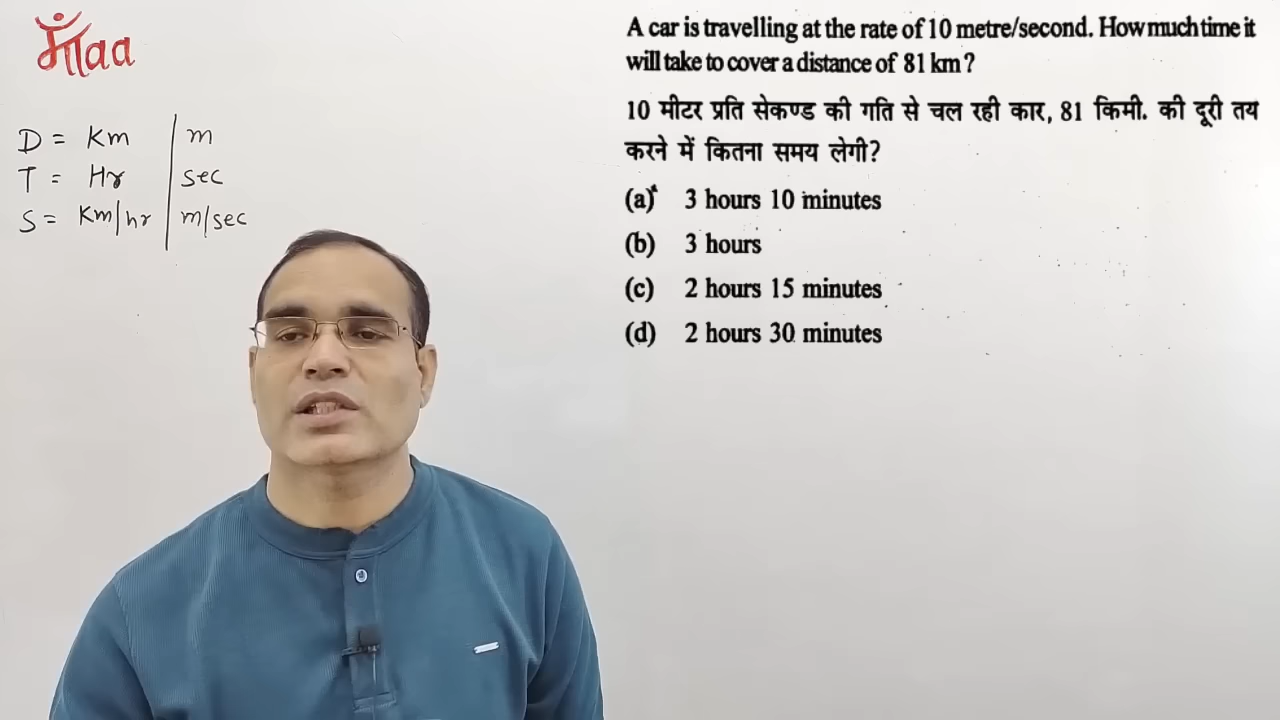 माँaa
D = Km | m
T = Hr | sec
S = Km/hr | m/sec
A car is travelling at the rate of 10 metre/second. How much time it
will take to cover a distance of 81 km?
10 मीटर प्रति सेकण्ड की गति से चल रही कार, 81 किमी. की दूरी तय
करने में कितना समय लेगी?
(a) 3 hours 10 minutes
(b) 3 hours
(c) 2 hours 15 minutes
(d) 2 hours 30 minutes